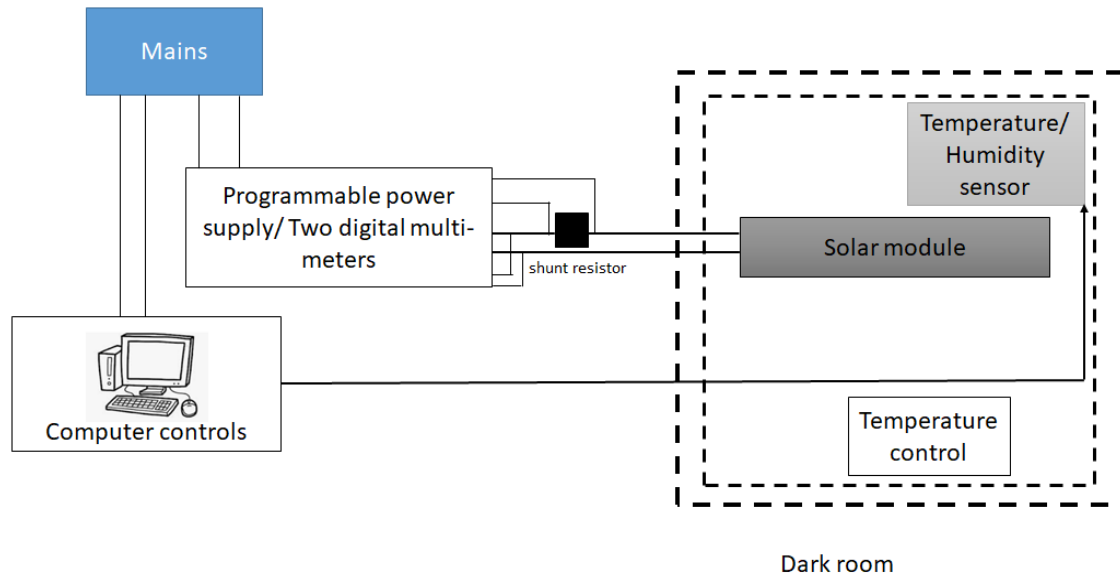 Mains
Temperature/
Humidity
sensor
Programmable power
supply/ Two digital multi-
meters
shunt resistor
Solar module
Computer controls
Temperature
control
Dark room